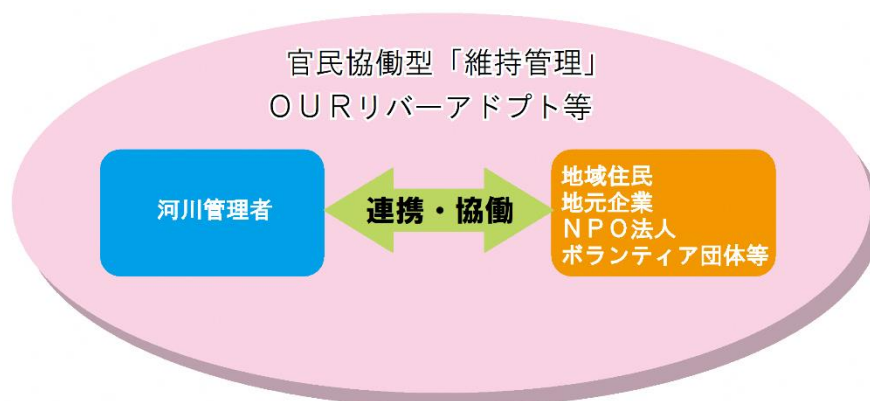 官民協働型「維持管理」
ＯＵＲリバーアドプト等
河川管理者
連携・協働
地域住民
地元企業
ＮＰＯ法人
ボランティア団体等